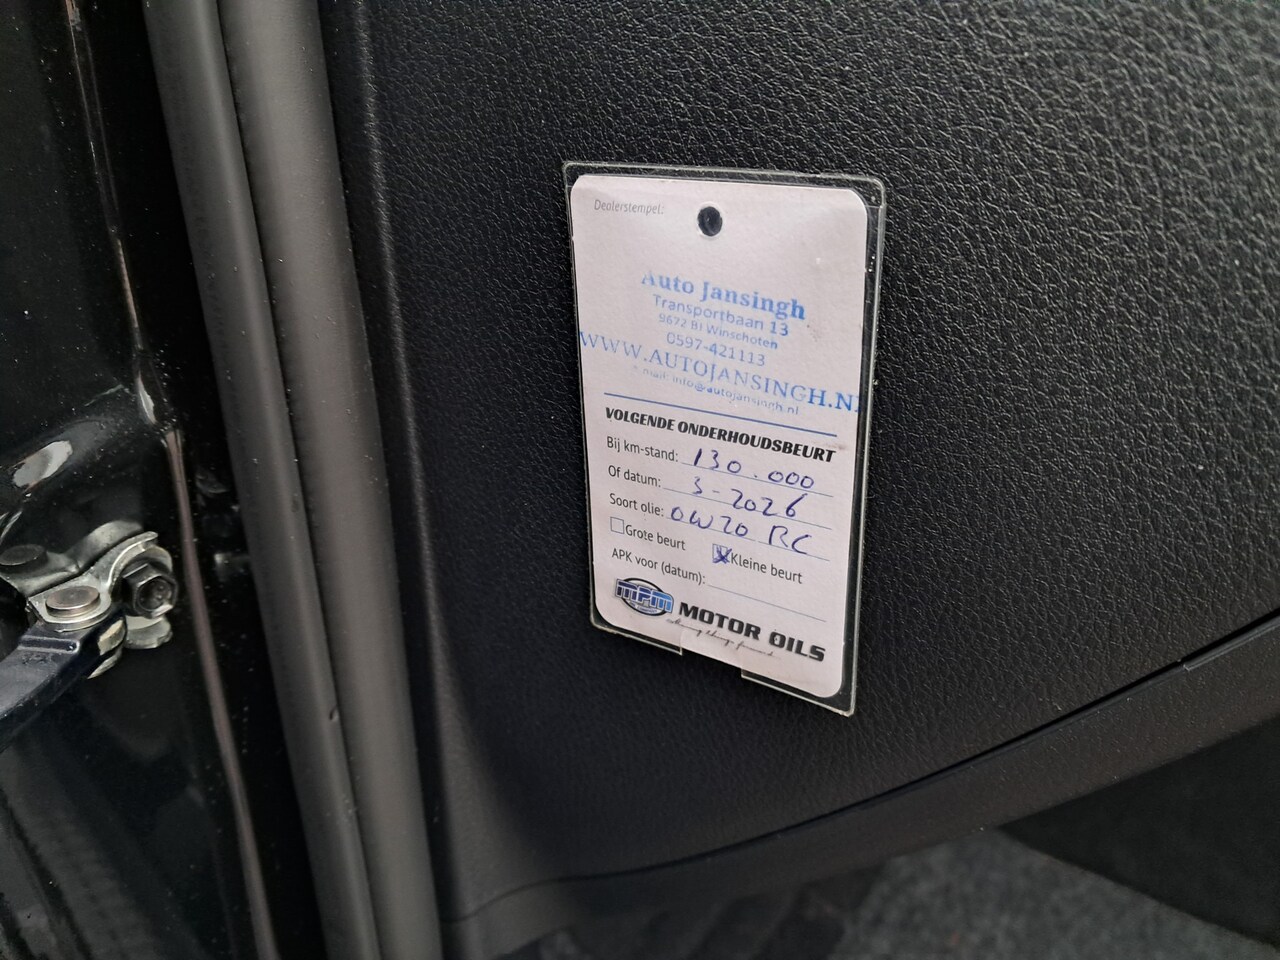 Dealerstempel:
Auto Jansingh
Transportbaan 13
9672 BJ Winschoten
0597-421113
WWW.AUTOJANSINGH.NL
e-mail: info@autojansingh.nl
VOLGENDE ONDERHOUDSBEURT
Bij km-stand: 130.000
Of datum: 3-2026
Soort olie: 0W20 RC
Grote beurt Kleine beurt
APK voor (datum):
MPM MOTOR OILS